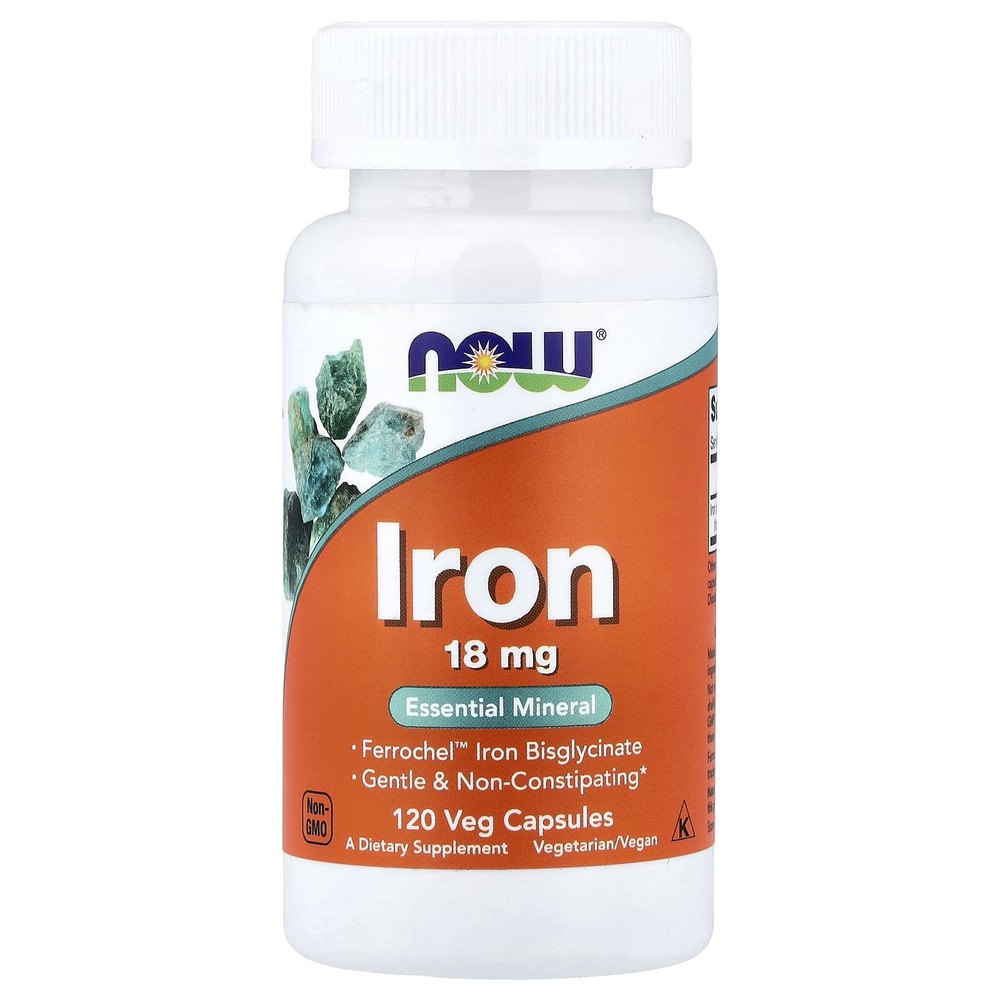 now®
Iron
18 mg
Essential Mineral
• Ferrochel™ Iron Bisglycinate
• Gentle & Non-Constipating*
Non-
GMO
120 Veg Capsules
K
A Dietary Supplement Vegetarian/Vegan